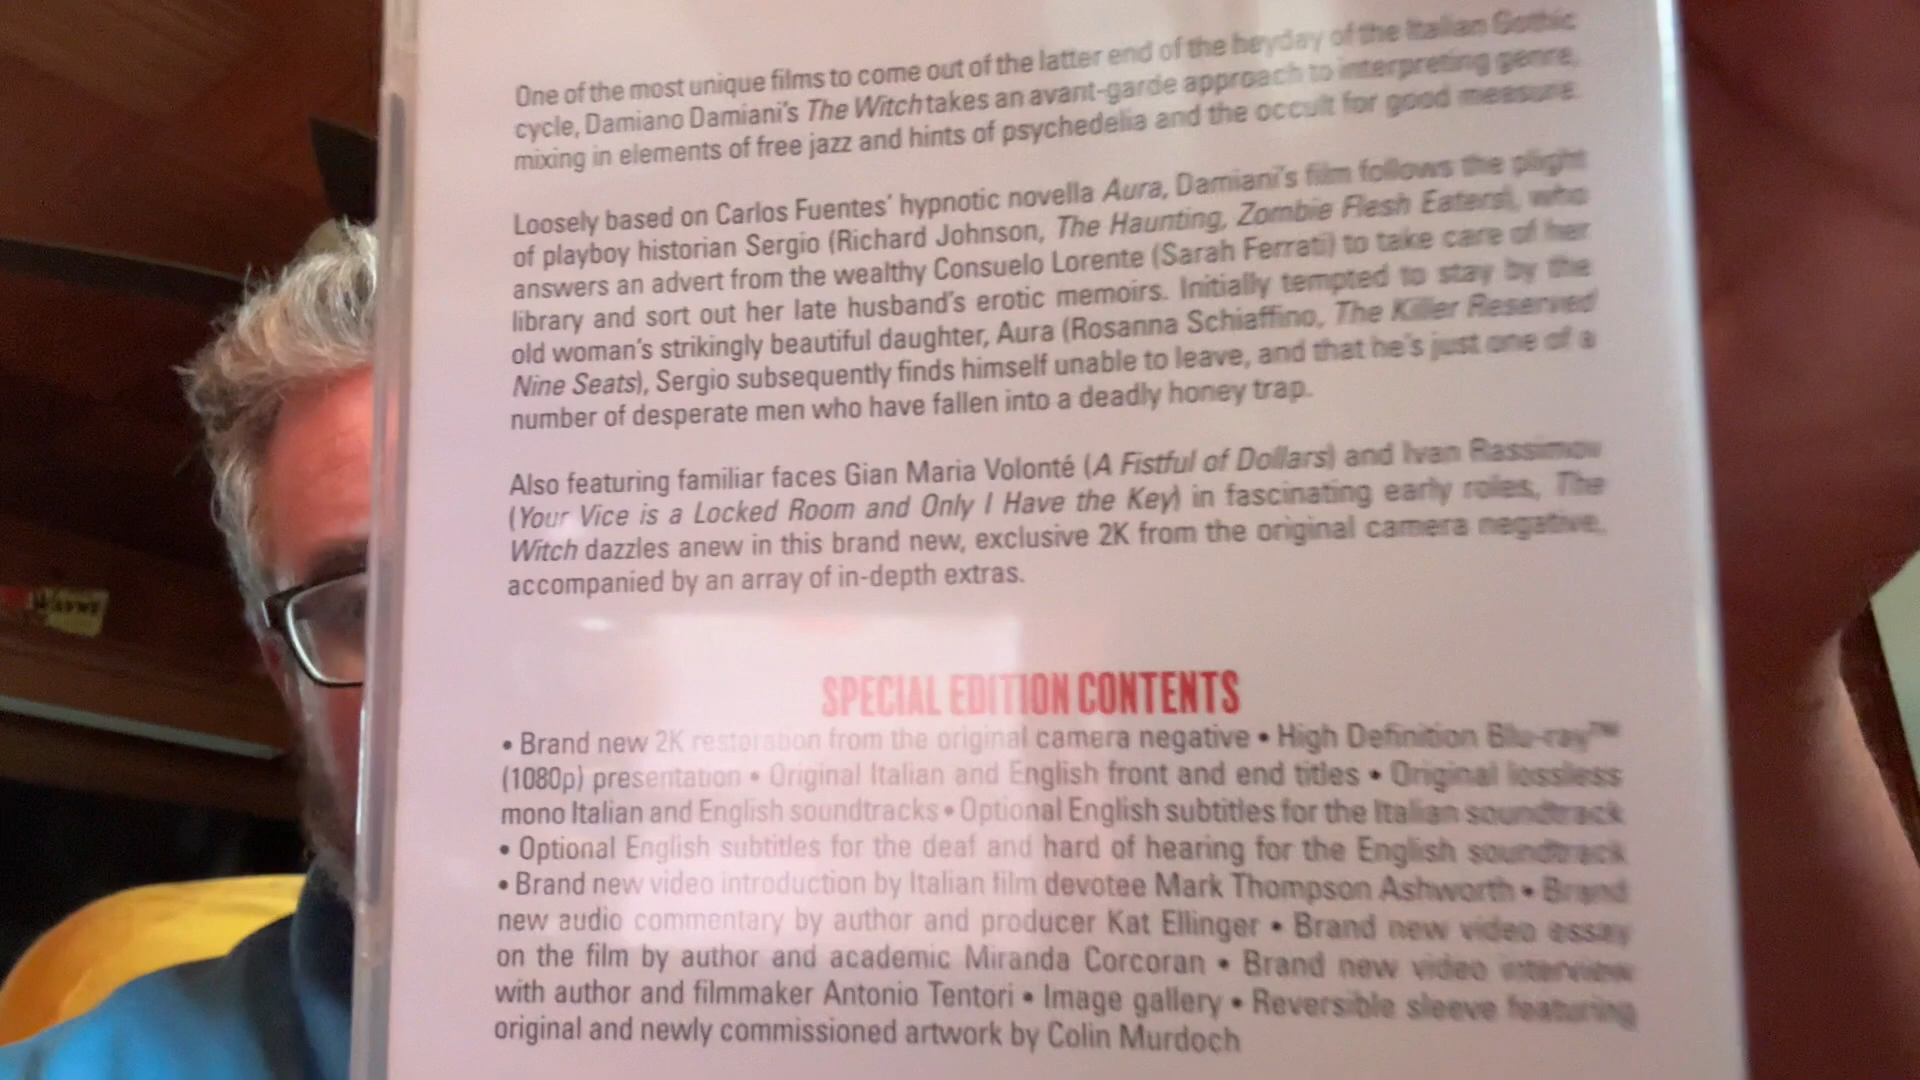 One of the most unique films to come out of the latter end of the heyday of the Italian Gothic
cycle, Damiano Damiani's The Witch takes an avant-garde approach to interpreting genre,
mixing in elements of free jazz and hints of psychedelia and the occult for good measure.
Loosely based on Carlos Fuentes' hypnotic novella Aura, Damiani's film follows the plight
of playboy historian Sergio (Richard Johnson, The Haunting, Zombie Flesh Eaters), who
answers an advert from the wealthy Consuelo Lorente (Sarah Ferrati) to take care of her
library and sort out her late husband's erotic memoirs. Initially tempted to stay by the
old woman's strikingly beautiful daughter, Aura (Rosanna Schiaffino, The Killer Reserved
Nine Seats), Sergio subsequently finds himself unable to leave, and that he's just one of a
number of desperate men who have fallen into a deadly honey trap.
Also featuring familiar faces Gian Maria Volonté (A Fistful of Dollars) and Ivan Rassimov
(Your Vice is a Locked Room and Only I Have the Key) in fascinating early roles, The
Witch dazzles anew in this brand new, exclusive 2K from the original camera negative,
accompanied by an array of in-depth extras.
SPECIAL EDITION CONTENTS
• Brand new 2K restoration from the original camera negative • High Definition Blu-ray™
(1080p) presentation • Original Italian and English front and end titles • Original lossless
mono Italian and English soundtracks • Optional English subtitles for the Italian soundtrack
• Optional English subtitles for the deaf and hard of hearing for the English soundtrack
• Brand new video introduction by Italian film devotee Mark Thompson Ashworth • Brand
new audio commentary by author and producer Kat Ellinger • Brand new video essay
on the film by author and academic Miranda Corcoran • Brand new video interview
with author and filmmaker Antonio Tentori • Image gallery • Reversible sleeve featuring
original and newly commissioned artwork by Colin Murdoch